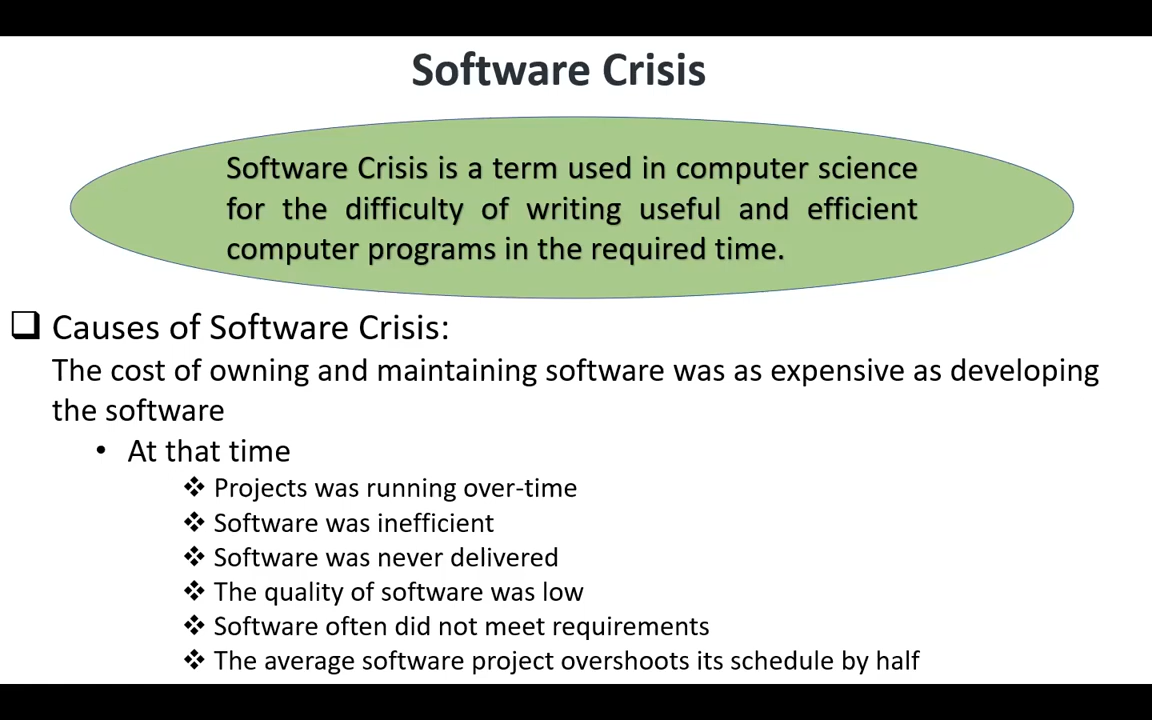 Software Crisis
Software Crisis is a term used in computer science
for the difficulty of writing useful and efficient
computer programs in the required time.
❑ Causes of Software Crisis:
The cost of owning and maintaining software was as expensive as developing
the software
• At that time
❖ Projects was running over-time
❖ Software was inefficient
❖ Software was never delivered
❖ The quality of software was low
❖ Software often did not meet requirements
❖ The average software project overshoots its schedule by half